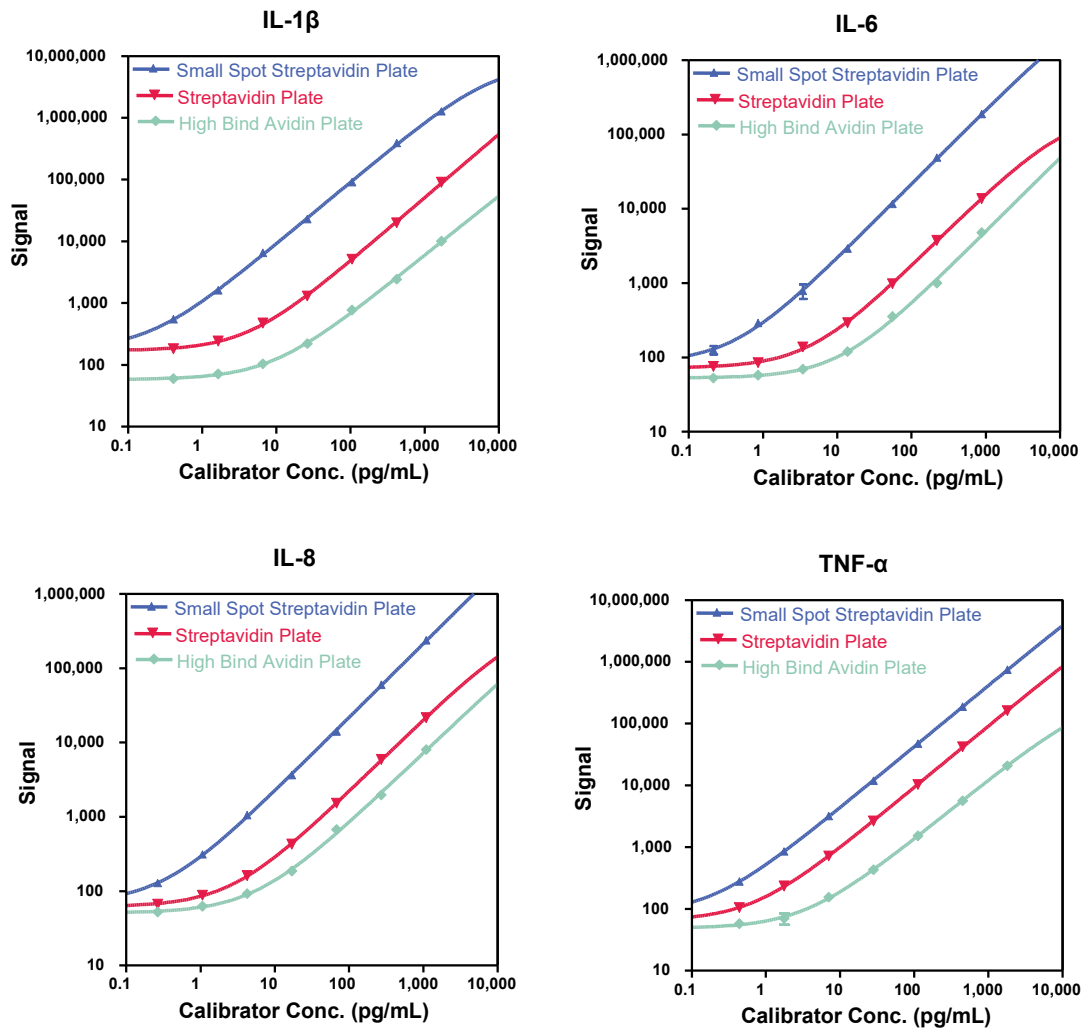 IL-1β
10,000,000
1,000,000
100,000
10,000
1,000
100
10
Signal
Small Spot Streptavidin Plate
Streptavidin Plate
High Bind Avidin Plate
0.1
1
10
100
1,000
10,000
Calibrator Conc. (pg/mL)
IL-6
1,000,000
100,000
10,000
1,000
100
10
Signal
Small Spot Streptavidin Plate
Streptavidin Plate
High Bind Avidin Plate
0.1
1
10
100
1,000
10,000
Calibrator Conc. (pg/mL)
IL-8
1,000,000
100,000
10,000
1,000
100
10
Signal
Small Spot Streptavidin Plate
Streptavidin Plate
High Bind Avidin Plate
0.1
1
10
100
1,000
10,000
Calibrator Conc. (pg/mL)
TNF-α
10,000,000
1,000,000
100,000
10,000
1,000
100
10
Signal
Small Spot Streptavidin Plate
Streptavidin Plate
High Bind Avidin Plate
0.1
1
10
100
1,000
10,000
Calibrator Conc. (pg/mL)